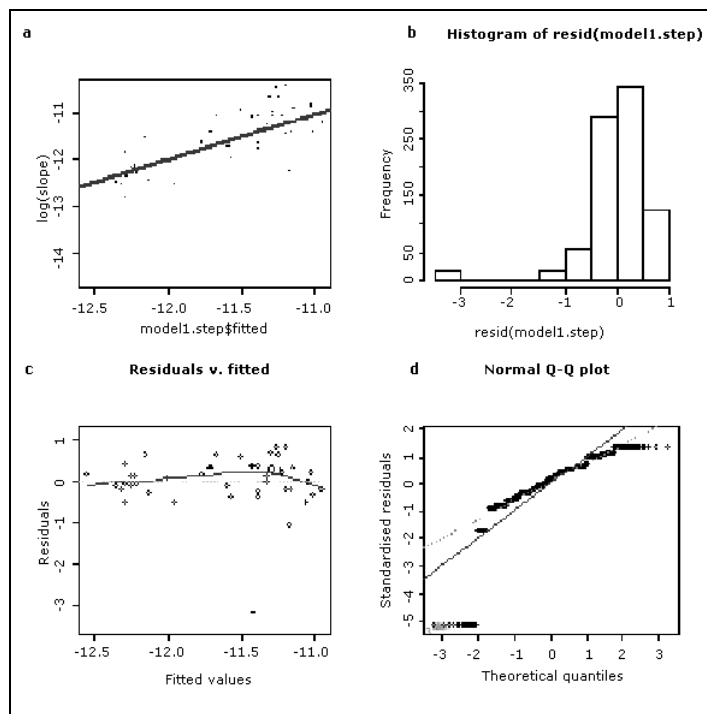 a
log(slope)
-11
-12
-13
-14
-12.5 -12.0 -11.5 -11.0
model1.step$fitted
b Histogram of resid(model1.step)
Frequency
350
250
150
50
0
-3 -2 -1 0 1
resid(model1.step)
c Residuals v. fitted
Residuals
1
0
-1
-2
-3
-12.5 -12.0 -11.5 -11.0
Fitted values
d Normal Q-Q plot
Standardised residuals
2
1
0
-1
-2
-3
-4
-5
-3 -2 -1 0 1 2 3
Theoretical quantiles